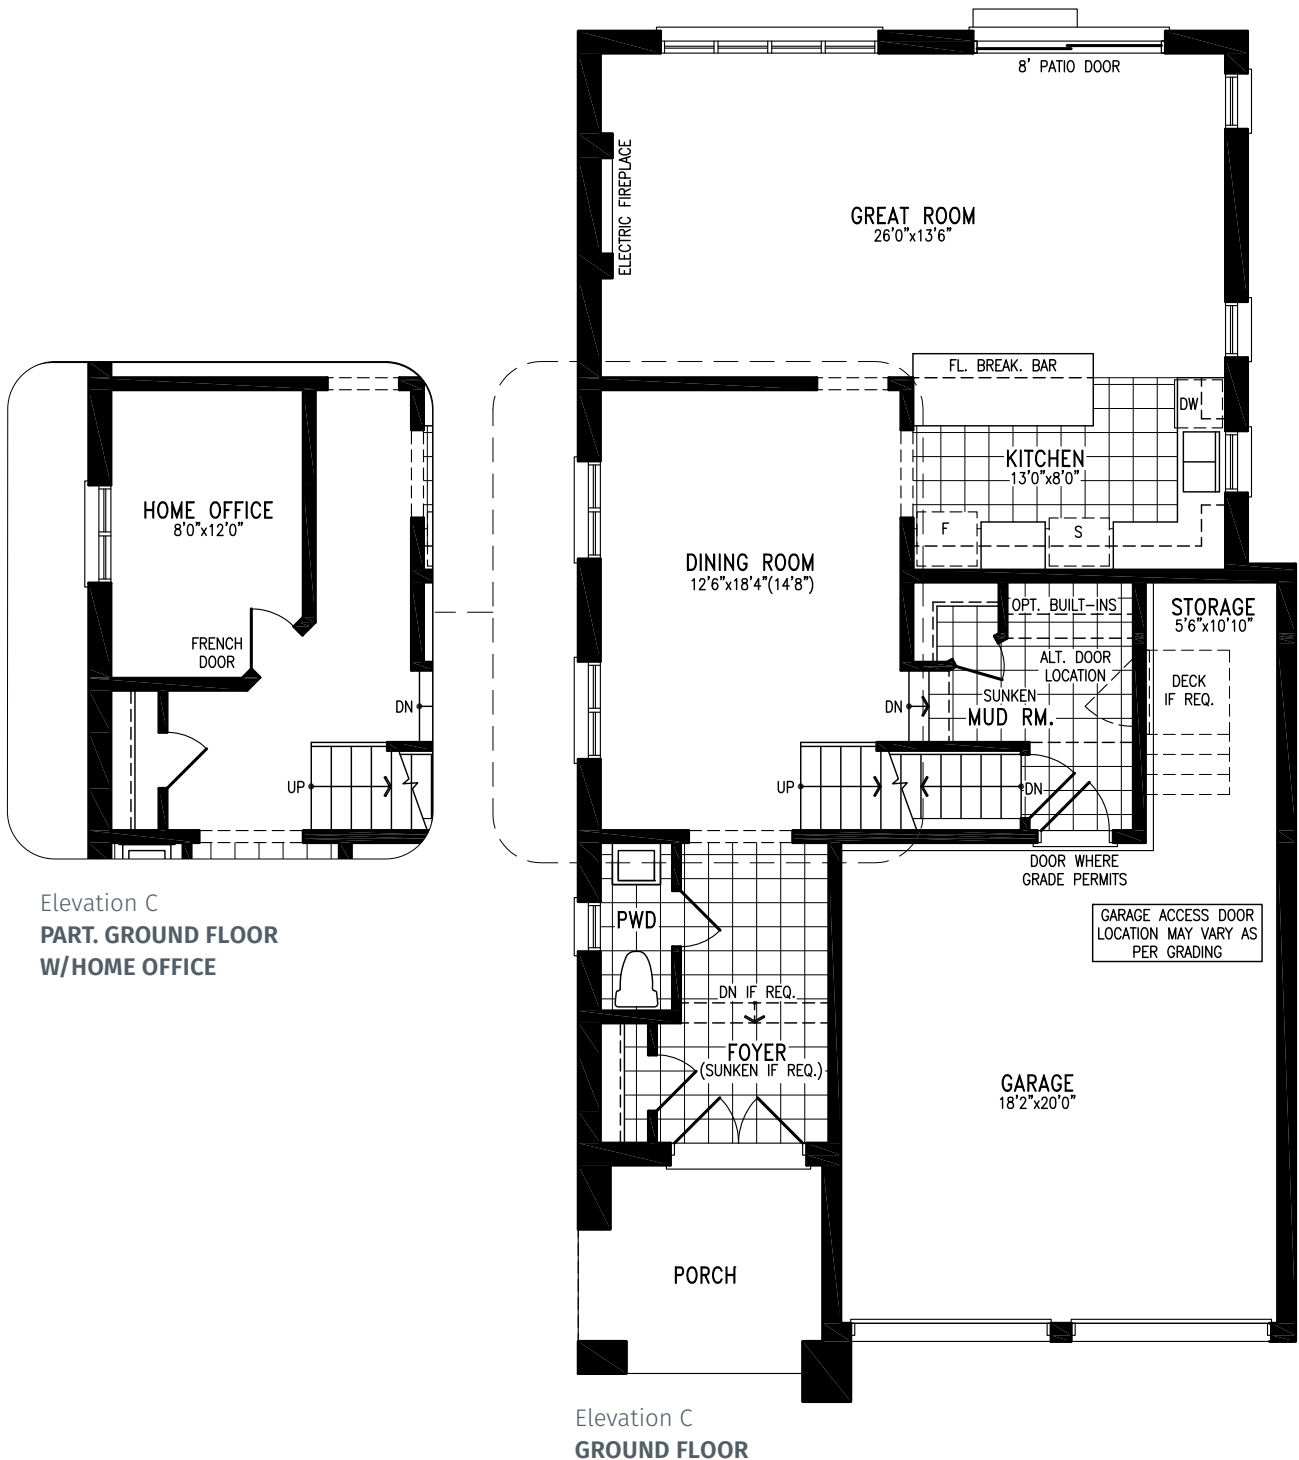 8' PATIO DOOR
ELECTRIC FIREPLACE
GREAT ROOM
26'0"x13'6"
FL. BREAK. BAR
DW
KITCHEN
13'0"x8'0"
F
S
HOME OFFICE
8'0"x12'0"
FRENCH
DOOR
DN
UP
DINING ROOM
12'6"x18'4"(14'8")
OPT. BUILT-INS
STORAGE
5'6"x10'10"
ALT. DOOR
LOCATION
DECK
IF REQ.
SUNKEN
MUD RM.
DN
UP
DN
DOOR WHERE
GRADE PERMITS
GARAGE ACCESS DOOR
LOCATION MAY VARY AS
PER GRADING
PWD
DN IF REQ.
FOYER
(SUNKEN IF REQ.)
GARAGE
18'2"x20'0"
PORCH
Elevation C
PART. GROUND FLOOR
W/HOME OFFICE
Elevation C
GROUND FLOOR